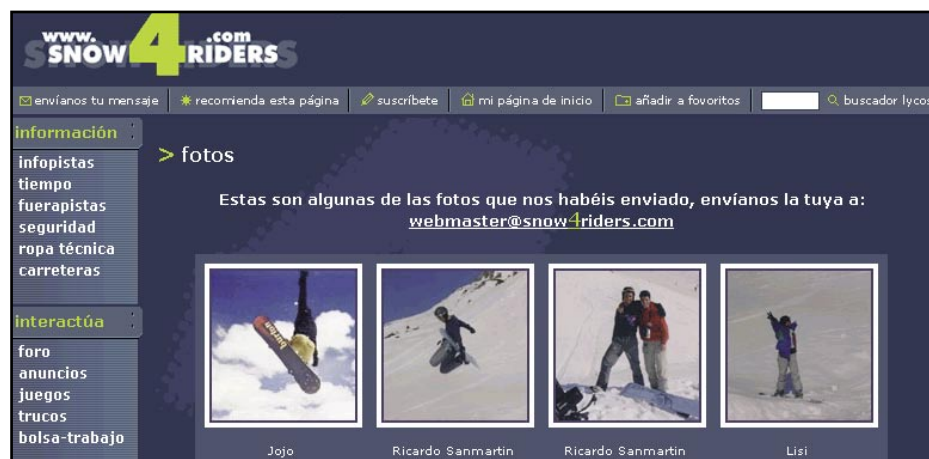 www. .com
SNOW 4 RIDERS
envíanos tu mensaje
recomienda esta página
suscríbete
mi página de inicio
añadir a fovoritos
buscador lycos
información
infopistas
tiempo
fuerapistas
seguridad
ropa técnica
carreteras
interactúa
foro
anuncios
juegos
trucos
bolsa-trabajo
> fotos
Estas son algunas de las fotos que nos habéis enviado, envíanos la tuya a:
webmaster@snow4riders.com
burton
Jojo
Ricardo Sanmartin
Ricardo Sanmartin
Lisi